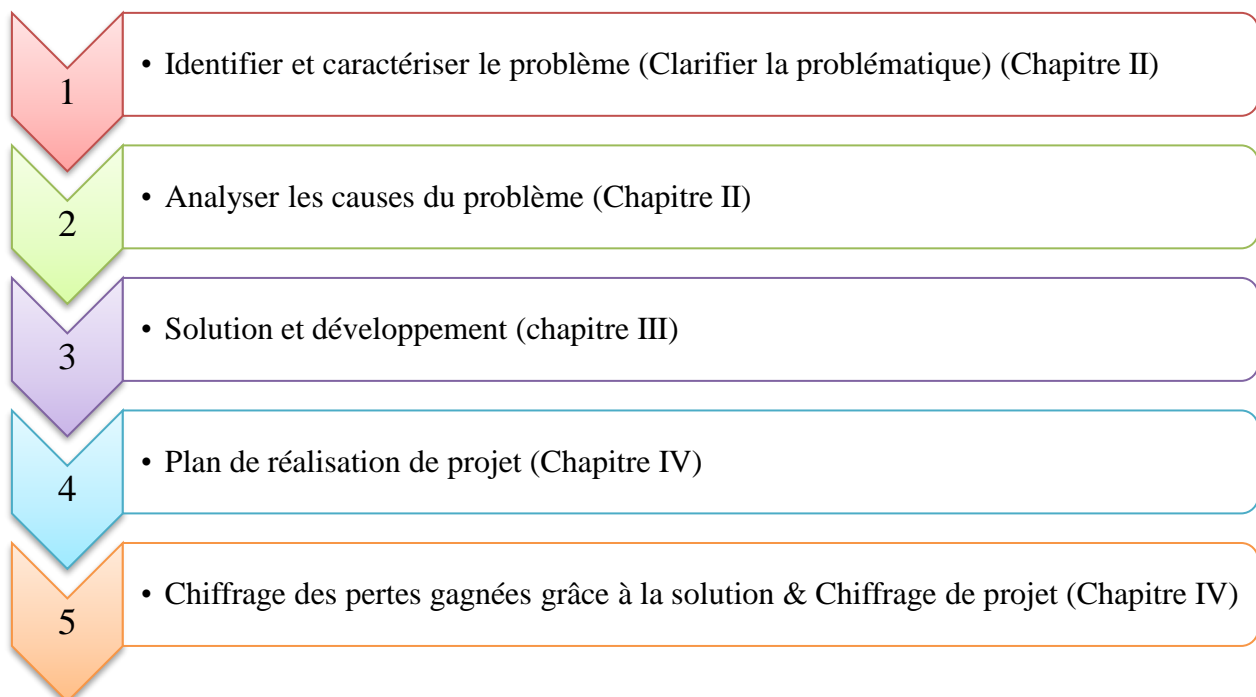 1
• Identifier et caractériser le problème (Clarifier la problématique) (Chapitre II)
2
• Analyser les causes du problème (Chapitre II)
3
• Solution et développement (chapitre III)
4
• Plan de réalisation de projet (Chapitre IV)
5
• Chiffrage des pertes gagnées grâce à la solution & Chiffrage de projet (Chapitre IV)